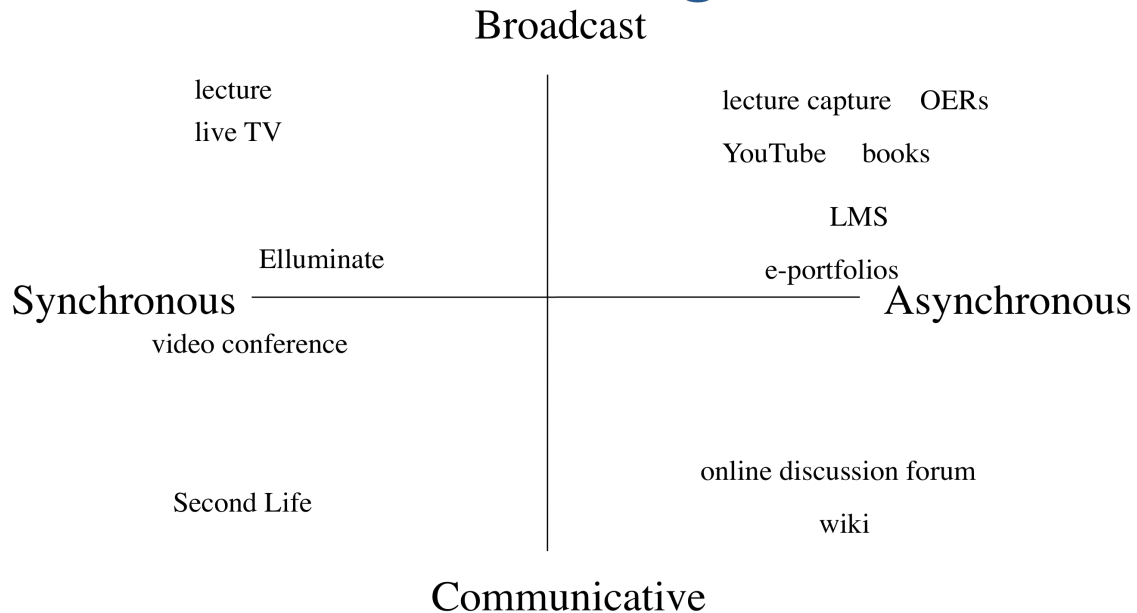 Broadcast
lecture
live TV
lecture capture OERs
YouTube books
LMS
Elluminate
e-portfolios
Synchronous
Asynchronous
video conference
online discussion forum
Second Life
wiki
Communicative